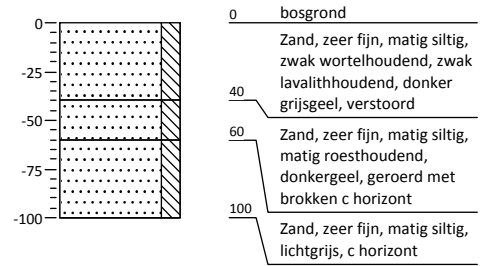 0
-25
-50
-75
-100
0 bosgrond
Zand, zeer fijn, matig siltig,
zwak wortelhoudend, zwak
lavalithhoudend, donker
grijsgeel, verstoord
40
60
Zand, zeer fijn, matig siltig,
matig roesthoudend,
donkergeel, geroerd met
brokken c horizont
100
Zand, zeer fijn, matig siltig,
lichtgrijs, c horizont